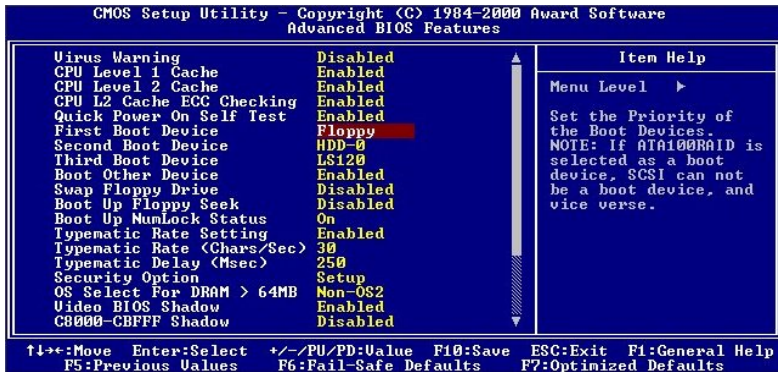 CMOS Setup Utility - Copyright (C) 1984-2000 Award Software
Advanced BIOS Features
Virus Warning Disabled
CPU Level 1 Cache Enabled
CPU Level 2 Cache Enabled
CPU L2 Cache ECC Checking Enabled
Quick Power On Self Test Enabled
First Boot Device Floppy
Second Boot Device HDD-0
Third Boot Device LS120
Boot Other Device Enabled
Swap Floppy Drive Disabled
Boot Up Floppy Seek Disabled
Boot Up NumLock Status On
Typematic Rate Setting Enabled
Typematic Rate (Chars/Sec) 30
Typematic Delay (Msec) 250
Security Option Setup
OS Select For DRAM > 64MB Non-OS2
Video BIOS Shadow Enabled
C8000-CBFFF Shadow Disabled
Item Help
Menu Level ►
Set the Priority of
the Boot Devices.
NOTE: If ATA100RAID is
selected as a boot
device, SCSI can not
be a boot device, and
vice verse.
↑↓→←:Move Enter:Select +/-/PU/PD:Value F10:Save ESC:Exit F1:General Help
F5:Previous Values F6:Fail-Safe Defaults F7:Optimized Defaults